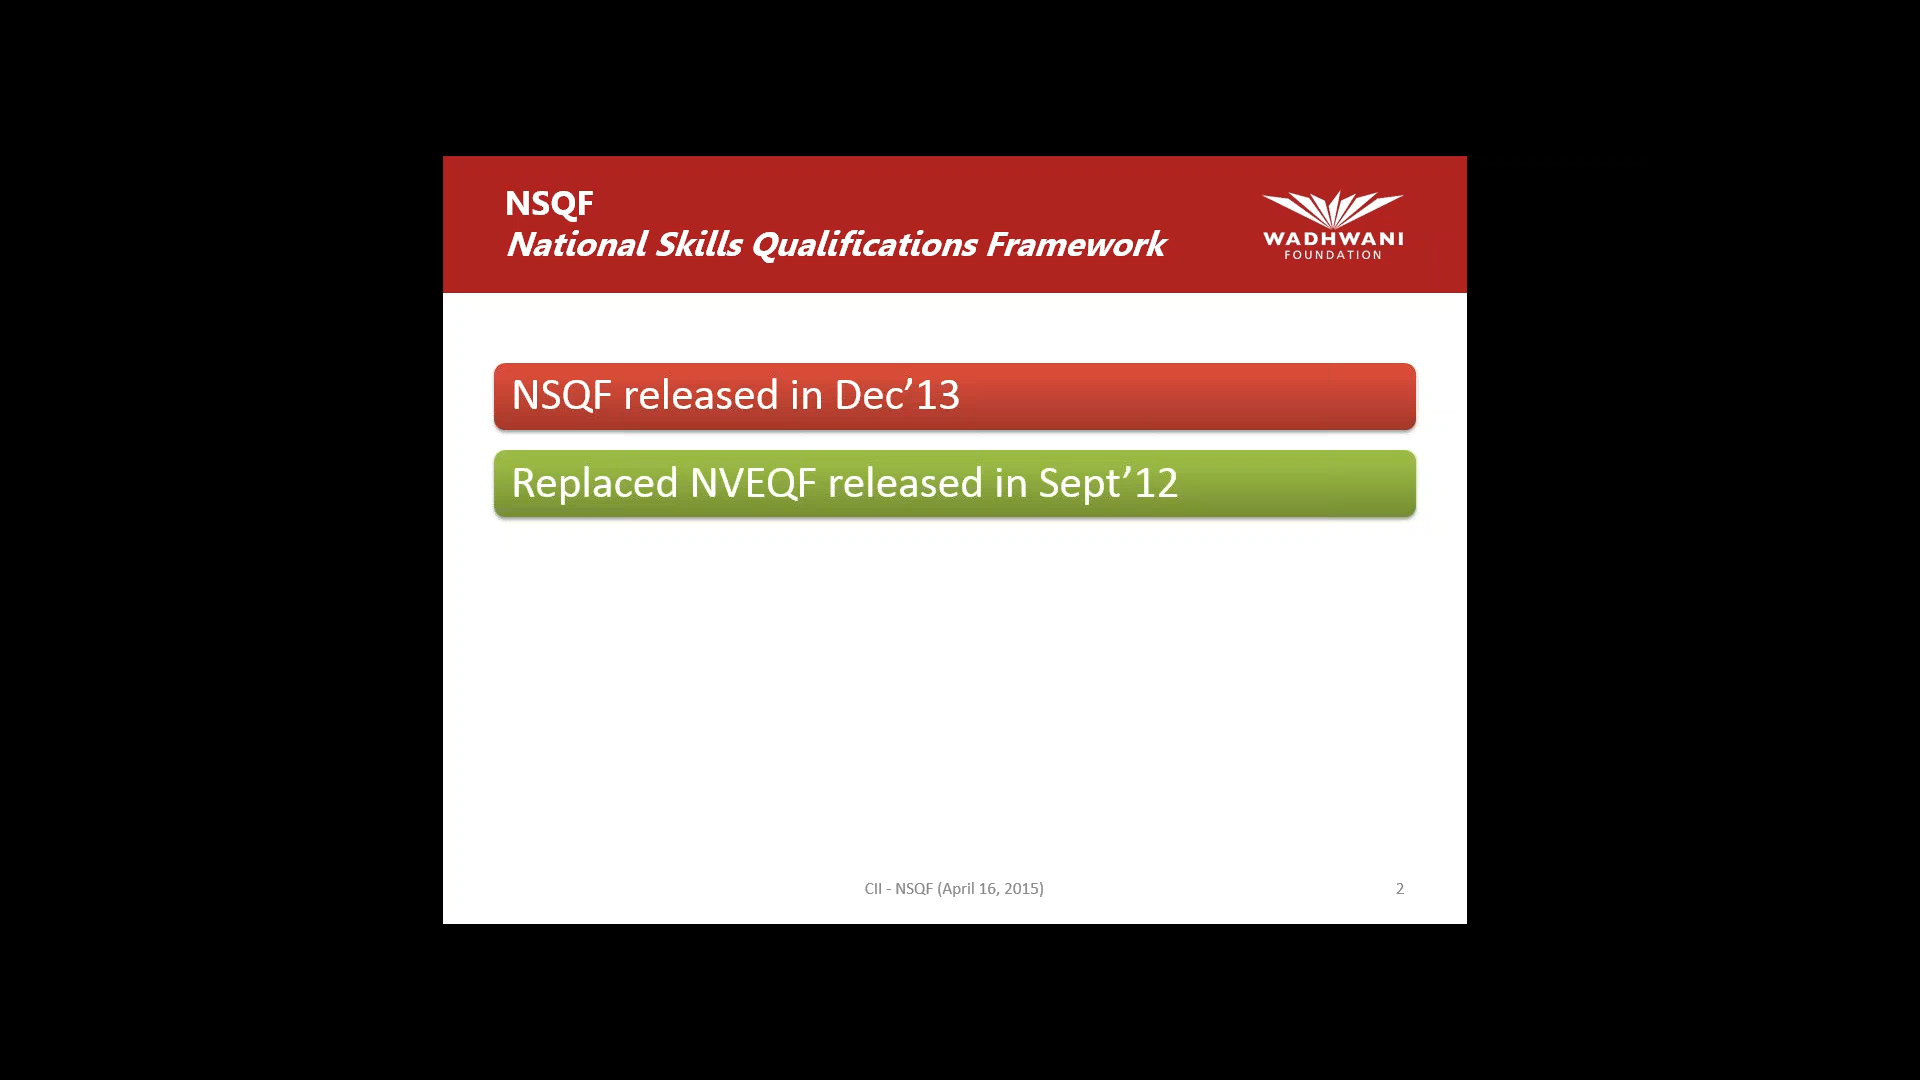 NSQF
National Skills Qualifications Framework
WADHWANI
FOUNDATION
NSQF released in Dec’13
Replaced NVEQF released in Sept’12
CII - NSQF (April 16, 2015)
2